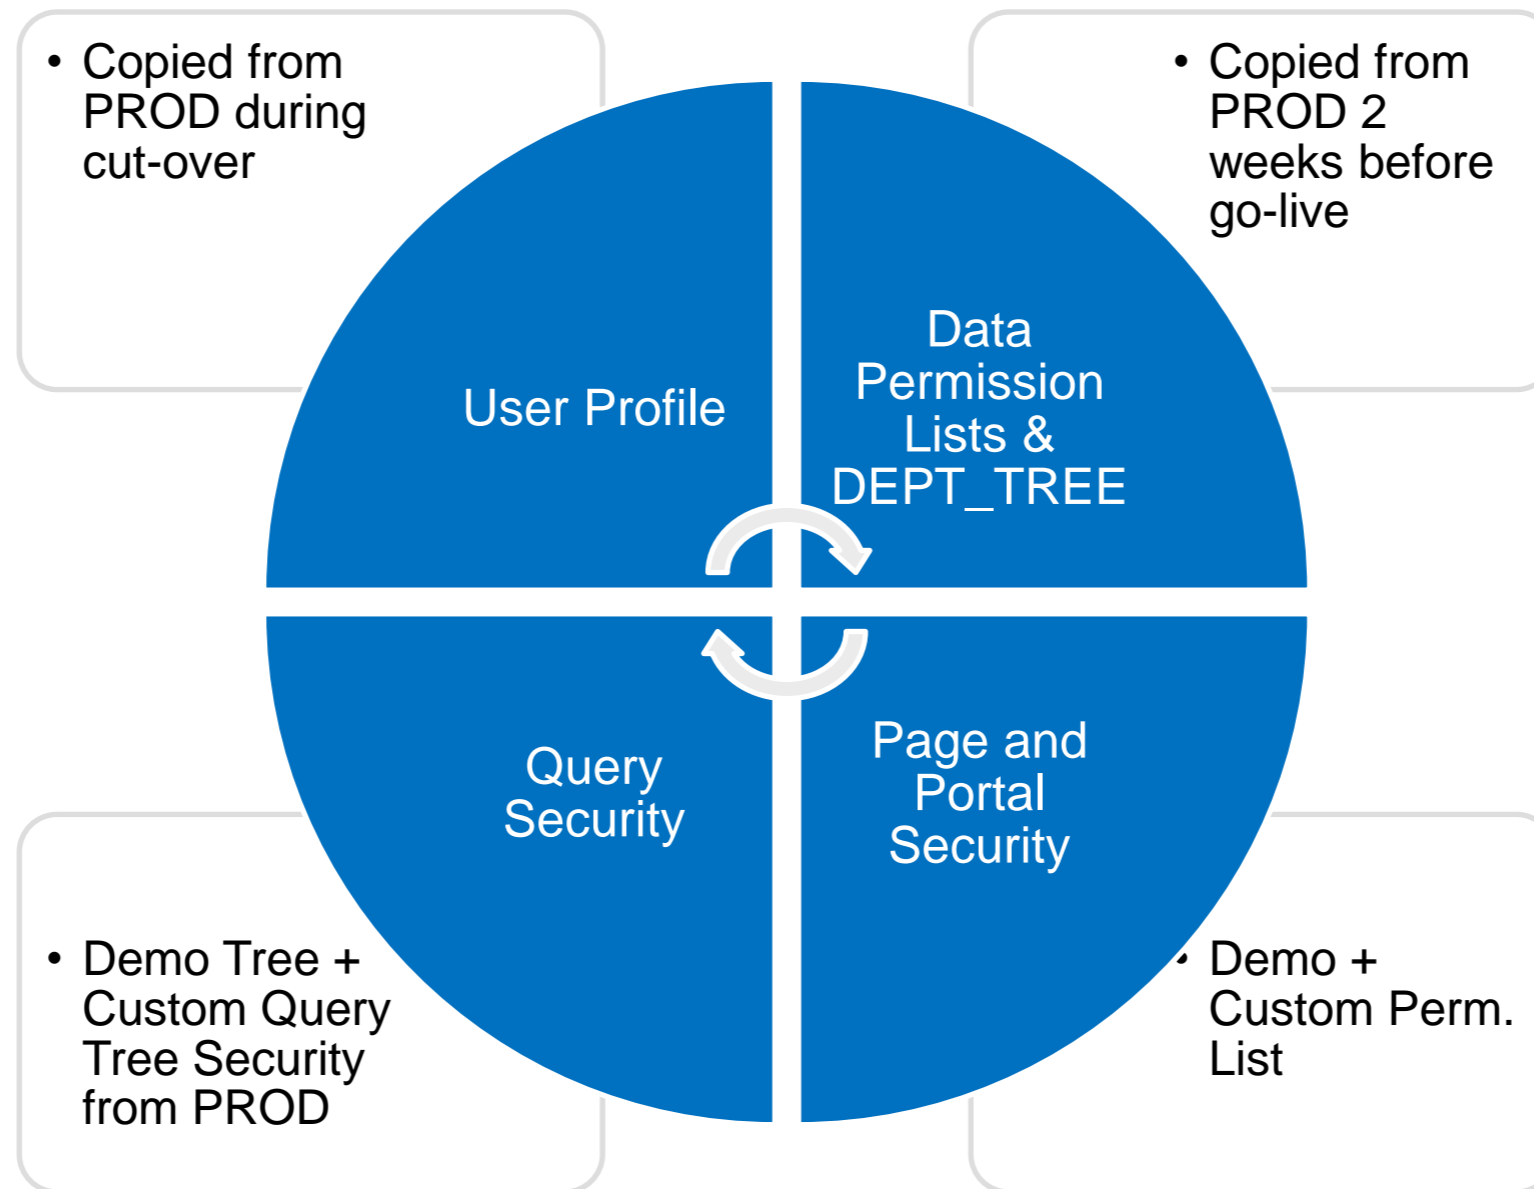 • Copied from
PROD during
cut-over
• Copied from
PROD 2
weeks before
go-live
User Profile
Data
Permission
Lists &
DEPT_TREE
Query
Security
Page and
Portal
Security
• Demo Tree +
Custom Query
Tree Security
from PROD
• Demo +
Custom Perm.
List